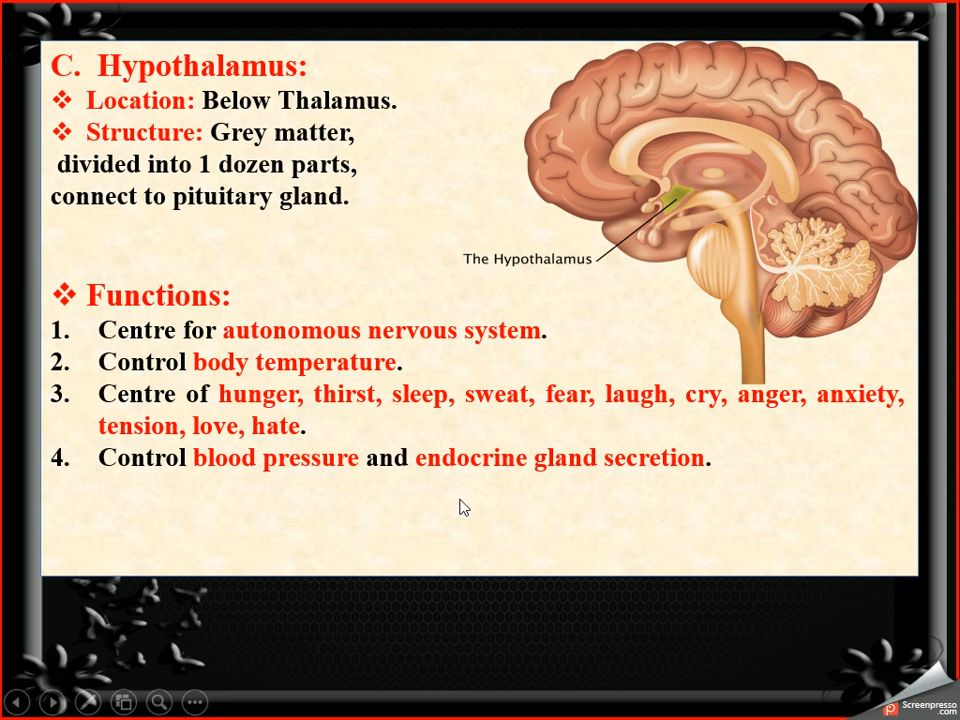 C. Hypothalamus:
❖ Location: Below Thalamus.
❖ Structure: Grey matter,
divided into 1 dozen parts,
connect to pituitary gland.
The Hypothalamus
❖ Functions:
1. Centre for autonomous nervous system.
2. Control body temperature.
3. Centre of hunger, thirst, sleep, sweat, fear, laugh, cry, anger, anxiety,
tension, love, hate.
4. Control blood pressure and endocrine gland secretion.
Screenpresso
.com